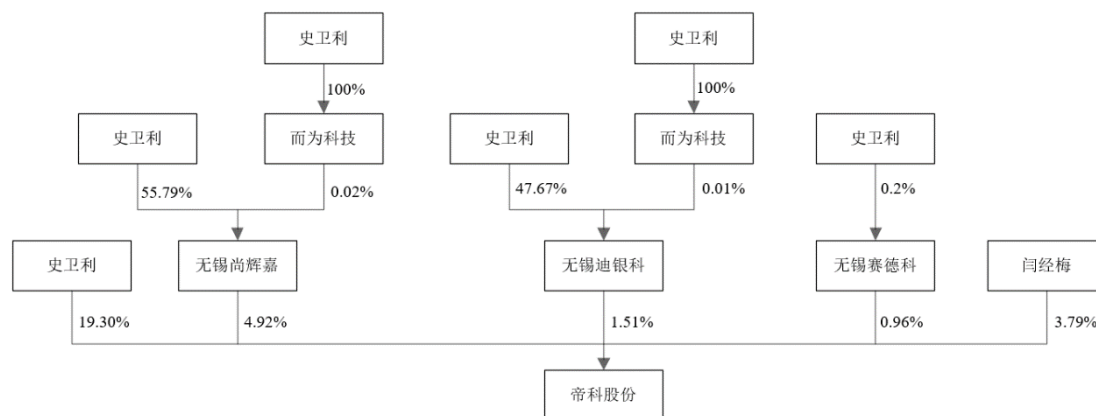 史卫利
史卫利
100%
100%
史卫利
而为科技
史卫利
而为科技
史卫利
55.79%
0.02%
47.67%
0.01%
0.2%
史卫利
无锡尚辉嘉
无锡迪银科
无锡赛德科
闫经梅
19.30%
4.92%
1.51%
0.96%
3.79%
帝科股份